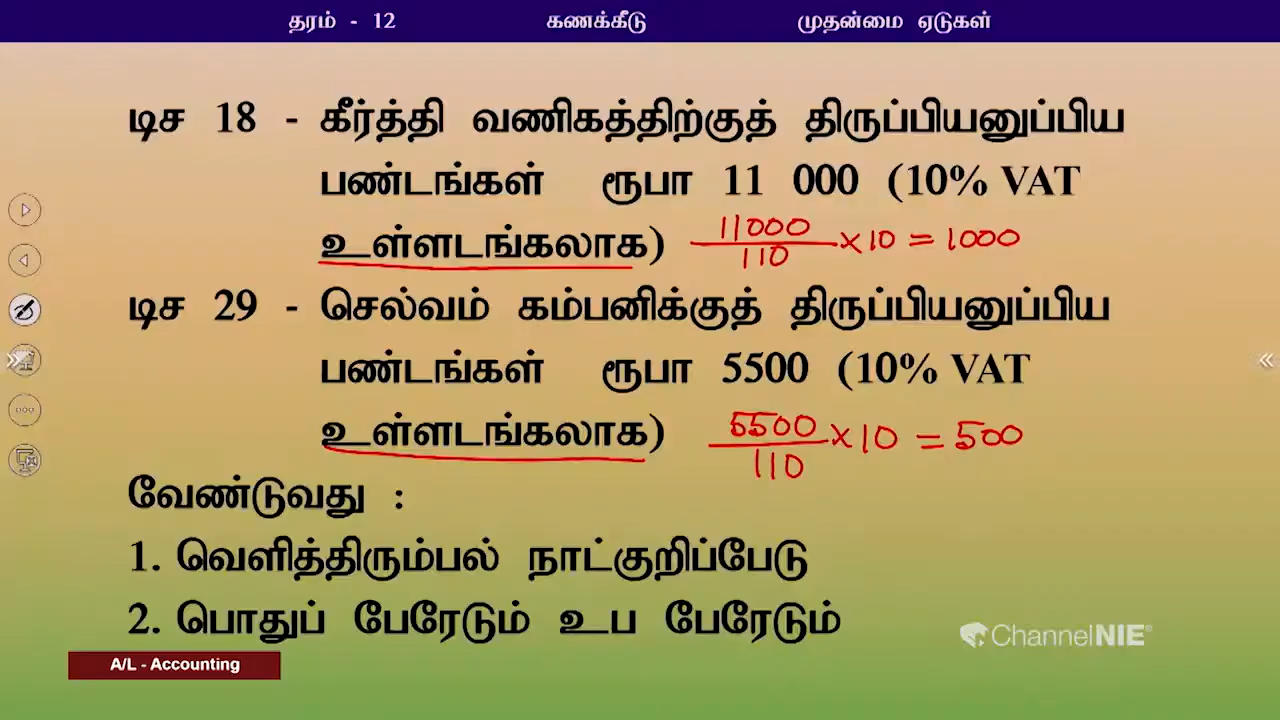 தரம் - 12 கணக்கீடு முதன்மை ஏடுகள்
டிச 18 - கீர்த்தி வணிகத்திற்குத் திருப்பியனுப்பிய
பண்டங்கள் ரூபா 11 000 (10% VAT
உள்ளடங்கலாக) 11000/110 ×10 = 1000
டிச 29 - செல்வம் கம்பனிக்குத் திருப்பியனுப்பிய
பண்டங்கள் ரூபா 5500 (10% VAT
உள்ளடங்கலாக) 5500/110 ×10 = 500
வேண்டுவது :
1. வெளித்திரும்பல் நாட்குறிப்பேடு
2. பொதுப் பேரேடும் உப பேரேடும்
ChannelNIE
A/L - Accounting